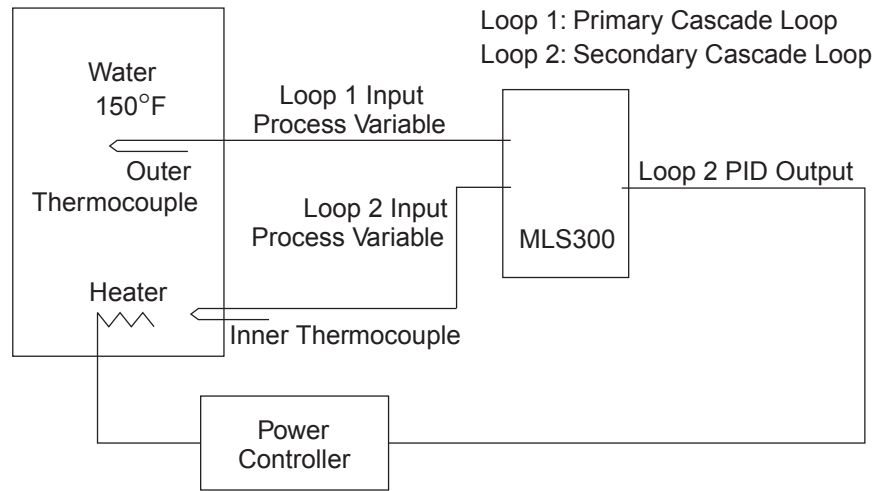 Loop 1: Primary Cascade Loop
Loop 2: Secondary Cascade Loop
Water
150°F
Loop 1 Input
Process Variable
Outer
Thermocouple
Loop 2 PID Output
Loop 2 Input
Process Variable
MLS300
Heater
Inner Thermocouple
Power
Controller